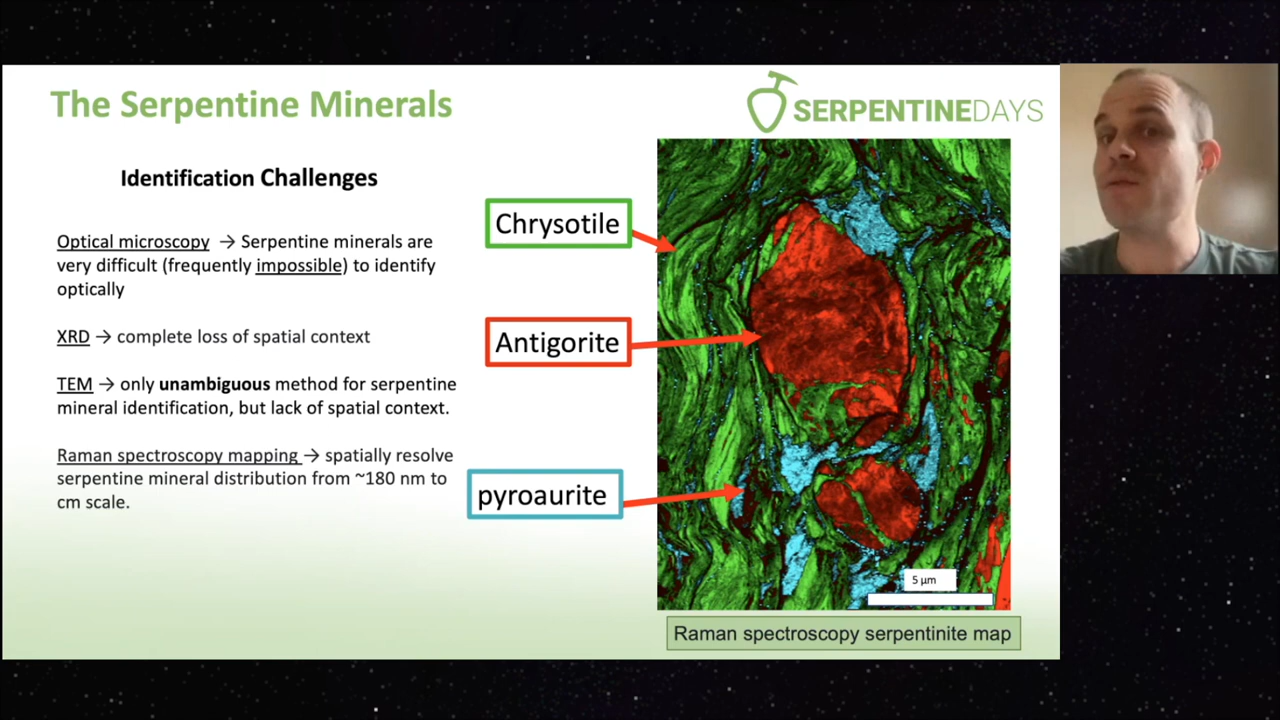 The Serpentine Minerals
SERPENTINEDAYS
Identification Challenges
Optical microscopy → Serpentine minerals are
very difficult (frequently impossible) to identify
optically
XRD → complete loss of spatial context
TEM → only unambiguous method for serpentine
mineral identification, but lack of spatial context.
Raman spectroscopy mapping → spatially resolve
serpentine mineral distribution from ~180 nm to
cm scale.
Chrysotile
Antigorite
pyroaurite
5 µm
Raman spectroscopy serpentinite map